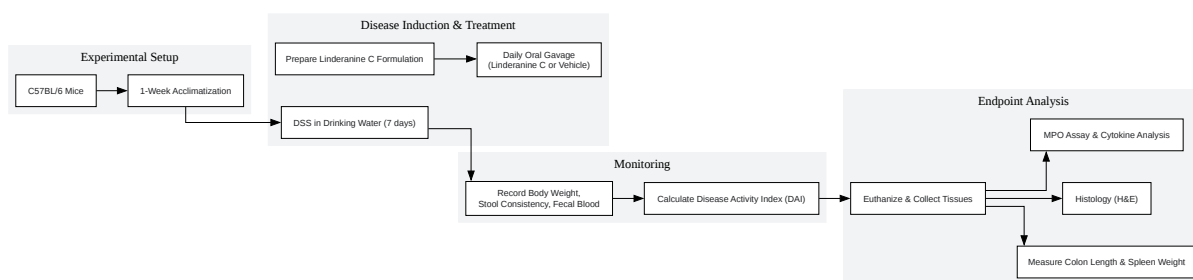 Experimental Setup
C57BL/6 Mice
1-Week Acclimatization
Disease Induction & Treatment
Prepare Linderanine C Formulation
Daily Oral Gavage
(Linderanine C or Vehicle)
DSS in Drinking Water (7 days)
Monitoring
Record Body Weight,
Stool Consistency, Fecal Blood
Calculate Disease Activity Index (DAI)
Endpoint Analysis
Euthanize & Collect Tissues
MPO Assay & Cytokine Analysis
Histology (H&E)
Measure Colon Length & Spleen Weight